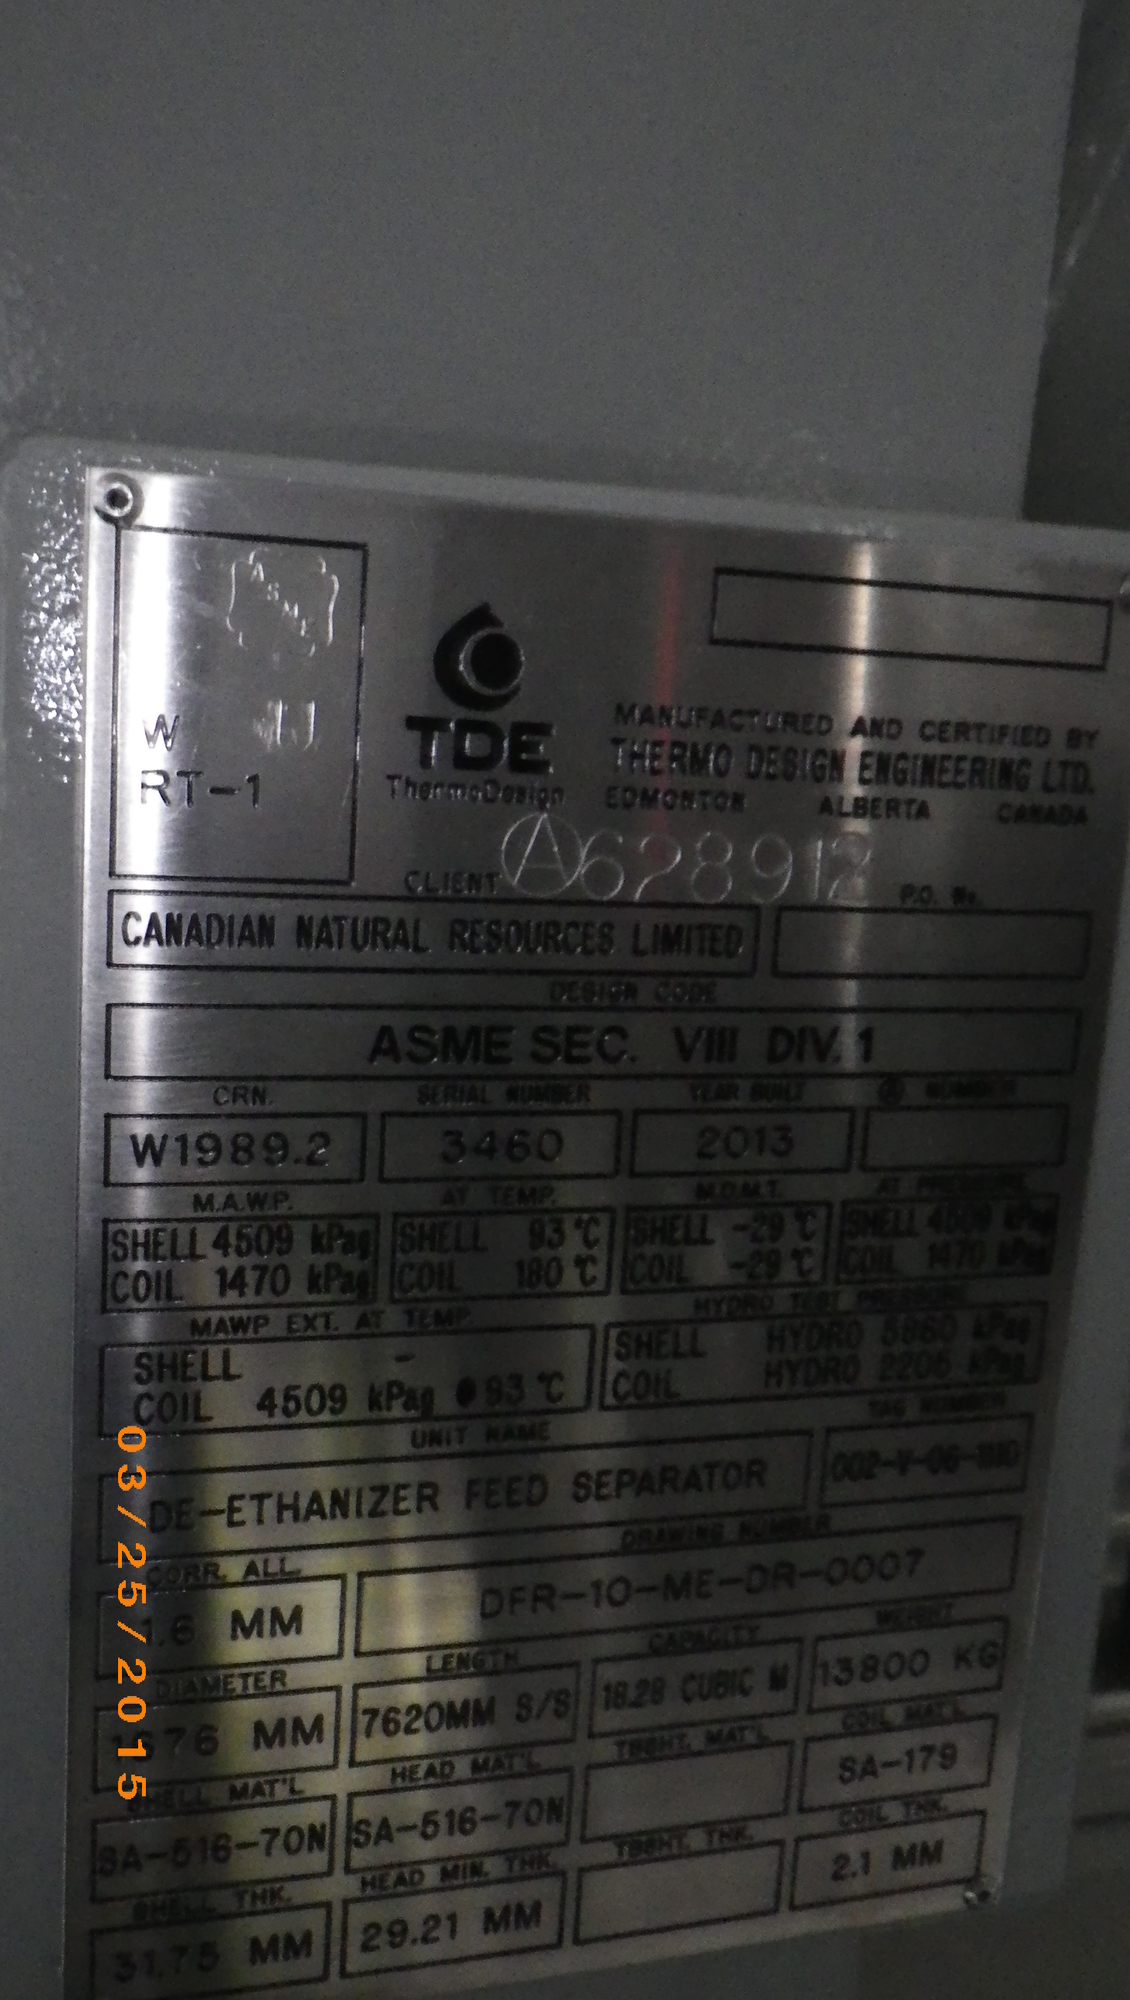 ASME
W
RT-1
TDE
ThermoDesign
MANUFACTURED AND CERTIFIED BY
THERMO DESIGN ENGINEERING LTD.
EDMONTON ALBERTA CANADA
A628912
CLIENT P.O. No.
CANADIAN NATURAL RESOURCES LIMITED
DESIGN CODE
ASME SEC. VIII DIV. 1
CRN. SERIAL NUMBER YEAR BUILT A NUMBER
W1989.2 3460 2013
M.A.W.P. AT TEMP. M.D.M.T. AT PRESSURE
SHELL 4509 kPag SHELL 93 °C SHELL -29 °C SHELL 4509 kPag
COIL 1470 kPag COIL 180 °C COIL -29 °C COIL 1470 kPag
MAWP EXT. AT TEMP. HYDRO TEST PRESSURE
SHELL - SHELL HYDRO 5860 kPag
COIL 4509 kPag @ 93 °C COIL HYDRO 2205 kPag
UNIT NAME TAG NUMBER
DE-ETHANIZER FEED SEPARATOR
CORR. ALL. DRAWING NUMBER
1.6 MM DFR-10-ME-DR-0007
DIAMETER LENGTH CAPACITY WEIGHT
1676 MM 7620MM S/S 18.28 CUBIC M 13800 KG
SHELL MAT'L HEAD MAT'L TBSHT. MAT'L COIL MAT'L
SA-516-70N SA-516-70N SA-179
SHELL THK. HEAD MIN. THK. TBSHT. THK. COIL THK.
31.75 MM 29.21 MM 2.1 MM
03/25/2015